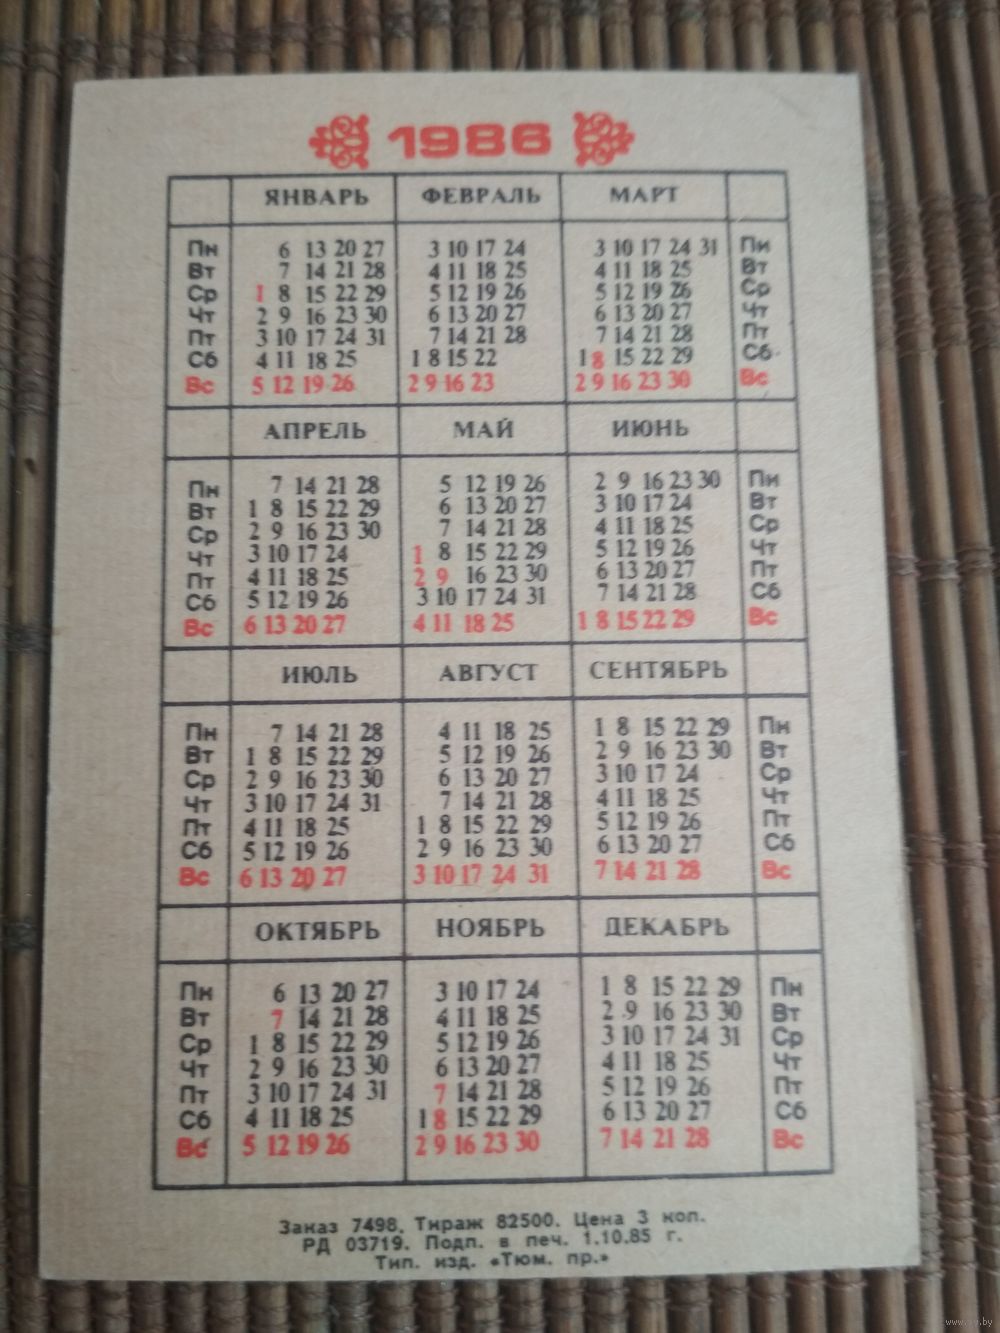 1986
ЯНВАРЬ ФЕВРАЛЬ МАРТ
Пн 6 13 20 27 3 10 17 24 3 10 17 24 31 Пн
Вт 7 14 21 28 4 11 18 25 4 11 18 25 Вт
Ср 1 8 15 22 29 5 12 19 26 5 12 19 26 Ср
Чт 2 9 16 23 30 6 13 20 27 6 13 20 27 Чт
Пт 3 10 17 24 31 7 14 21 28 7 14 21 28 Пт
Сб 4 11 18 25 1 8 15 22 1 8 15 22 29 Сб
Вс 5 12 19 26 2 9 16 23 2 9 16 23 30 Вс
АПРЕЛЬ МАЙ ИЮНЬ
Пн 7 14 21 28 5 12 19 26 2 9 16 23 30 Пн
Вт 1 8 15 22 29 6 13 20 27 3 10 17 24 Вт
Ср 2 9 16 23 30 7 14 21 28 4 11 18 25 Ср
Чт 3 10 17 24 1 8 15 22 29 5 12 19 26 Чт
Пт 4 11 18 25 2 9 16 23 30 6 13 20 27 Пт
Сб 5 12 19 26 3 10 17 24 31 7 14 21 28 Сб
Вс 6 13 20 27 4 11 18 25 1 8 15 22 29 Вс
ИЮЛЬ АВГУСТ СЕНТЯБРЬ
Пн 7 14 21 28 4 11 18 25 1 8 15 22 29 Пн
Вт 1 8 15 22 29 5 12 19 26 2 9 16 23 30 Вт
Ср 2 9 16 23 30 6 13 20 27 3 10 17 24 Ср
Чт 3 10 17 24 31 7 14 21 28 4 11 18 25 Чт
Пт 4 11 18 25 1 8 15 22 29 5 12 19 26 Пт
Сб 5 12 19 26 2 9 16 23 30 6 13 20 27 Сб
Вс 6 13 20 27 3 10 17 24 31 7 14 21 28 Вс
ОКТЯБРЬ НОЯБРЬ ДЕКАБРЬ
Пн 6 13 20 27 3 10 17 24 1 8 15 22 29 Пн
Вт 7 14 21 28 4 11 18 25 2 9 16 23 30 Вт
Ср 1 8 15 22 29 5 12 19 26 3 10 17 24 31 Ср
Чт 2 9 16 23 30 6 13 20 27 4 11 18 25 Чт
Пт 3 10 17 24 31 7 14 21 28 5 12 19 26 Пт
Сб 4 11 18 25 1 8 15 22 29 6 13 20 27 Сб
Вс 5 12 19 26 2 9 16 23 30 7 14 21 28 Вс
Заказ 7498. Тираж 82500. Цена 3 коп.
РД 03719. Подп. в печ. 1.10.85 г.
Тип. изд. «Тюм. пр.»